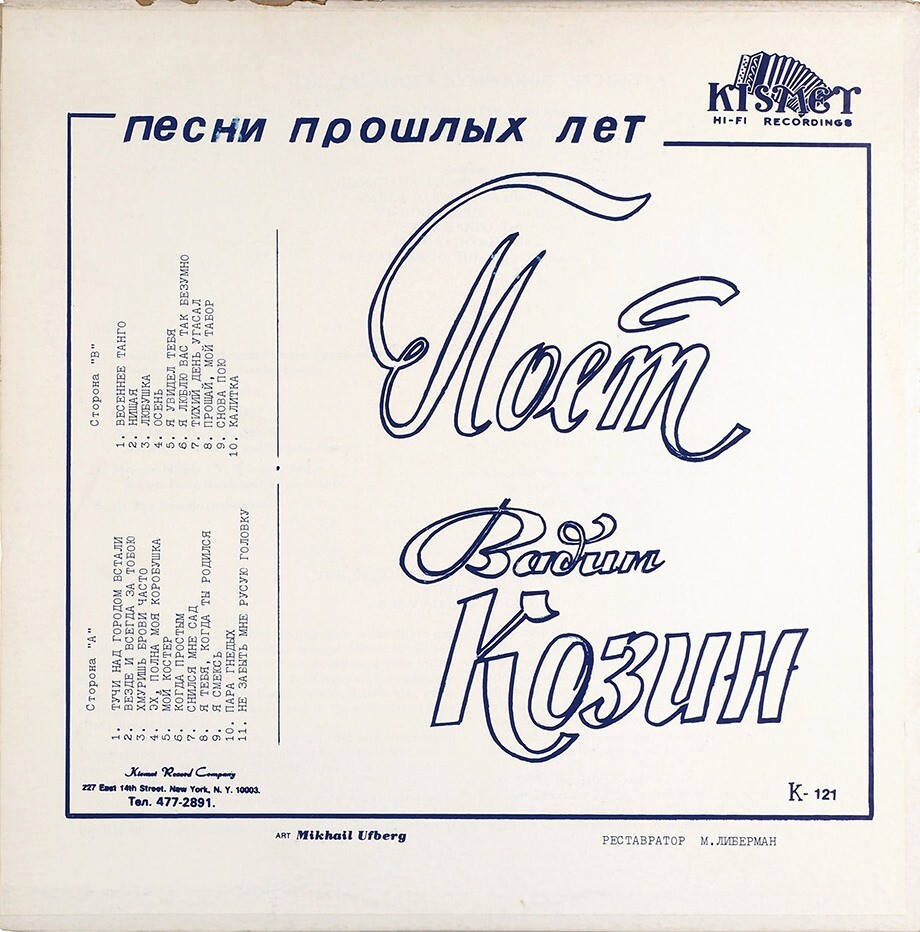 песни прошлых лет
KISMET
HI-FI RECORDINGS
Поет
Вадим
Козин
Сторона "А"
1. ТУЧИ НАД ГОРОДОМ ВСТАЛИ
2. ВЕЗДЕ И ВСЕГДА ЗА ТОБОЮ
3. ХМУРИШЬ БРОВИ ЧАСТО
4. ЭХ, ПОЛНА МОЯ КОРОБУШКА
5. МОЙ КОСТЕР
6. КОГДА ПРОСТЫМ
7. СНИЛСЯ МНЕ САД
8. Я ТЕБЯ, КОГДА ТЫ РОДИЛСЯ
9. Я СМЕЮСЬ
10. ПАРА ГНЕДЫХ
11. НЕ ЗАБЫТЬ МНЕ РУСУЮ ГОЛОВКУ
Сторона "В"
1. ВЕСЕННЕЕ ТАНГО
2. НИЩАЯ
3. ЛЮБУШКА
4. ОСЕНЬ
5. Я УВИДЕЛ ТЕБЯ
6. Я ЛЮБЛЮ ВАС ТАК БЕЗУМНО
7. ТИХИЙ ДЕНЬ УГАСАЛ
8. ПРОЩАЙ, МОЙ ТАБОР
9. СНОВА ПОЮ
10. КАЛИТКА
Kismet Record Company
227 East 14th Street. New York, N. Y. 10003.
Тел. 477-2891.
K- 121
ART Mikhail Ufberg
РЕСТАВРАТОР М.ЛИБЕРМАН